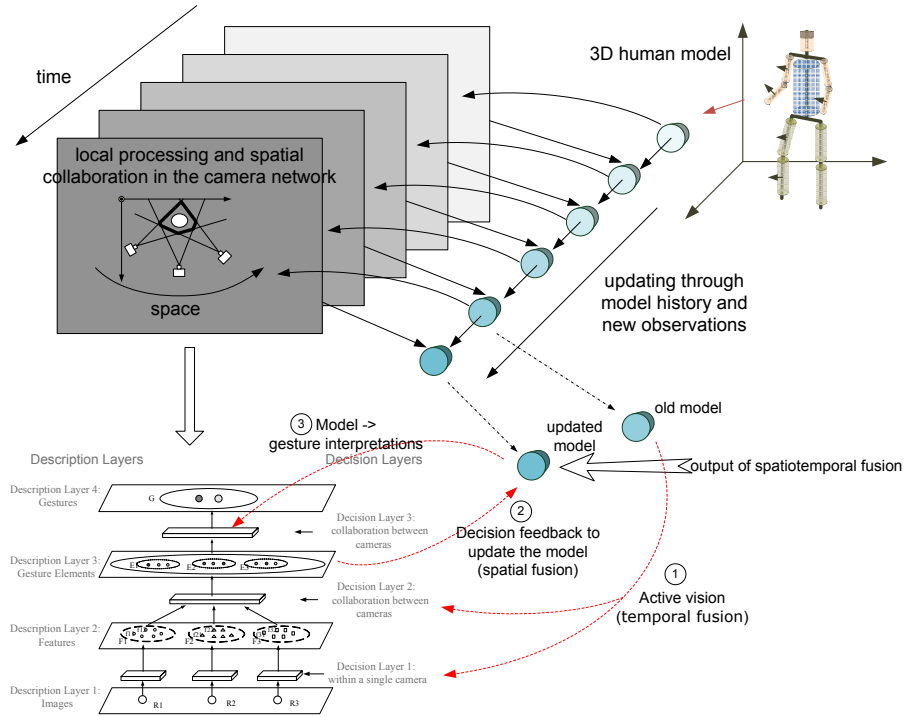 time
3D human model
local processing and spatial
collaboration in the camera network
space
updating through
model history and
new observations
old model
updated
model
output of spatiotemporal fusion
3 Model ->
gesture interpretations
Description Layers
Decision Layers
2
Decision feedback to
update the model
(spatial fusion)
1
Active vision
(temporal fusion)
Description Layer 4:
Gestures
G
Decision Layer 3:
collaboration between
cameras
Description Layer 3:
Gesture Elements
E1
E2
E3
Decision Layer 2:
collaboration between
cameras
Description Layer 2:
Features
F1
F2
F3
Decision Layer 1:
within a single camera
Description Layer 1:
Images
R1
R2
R3